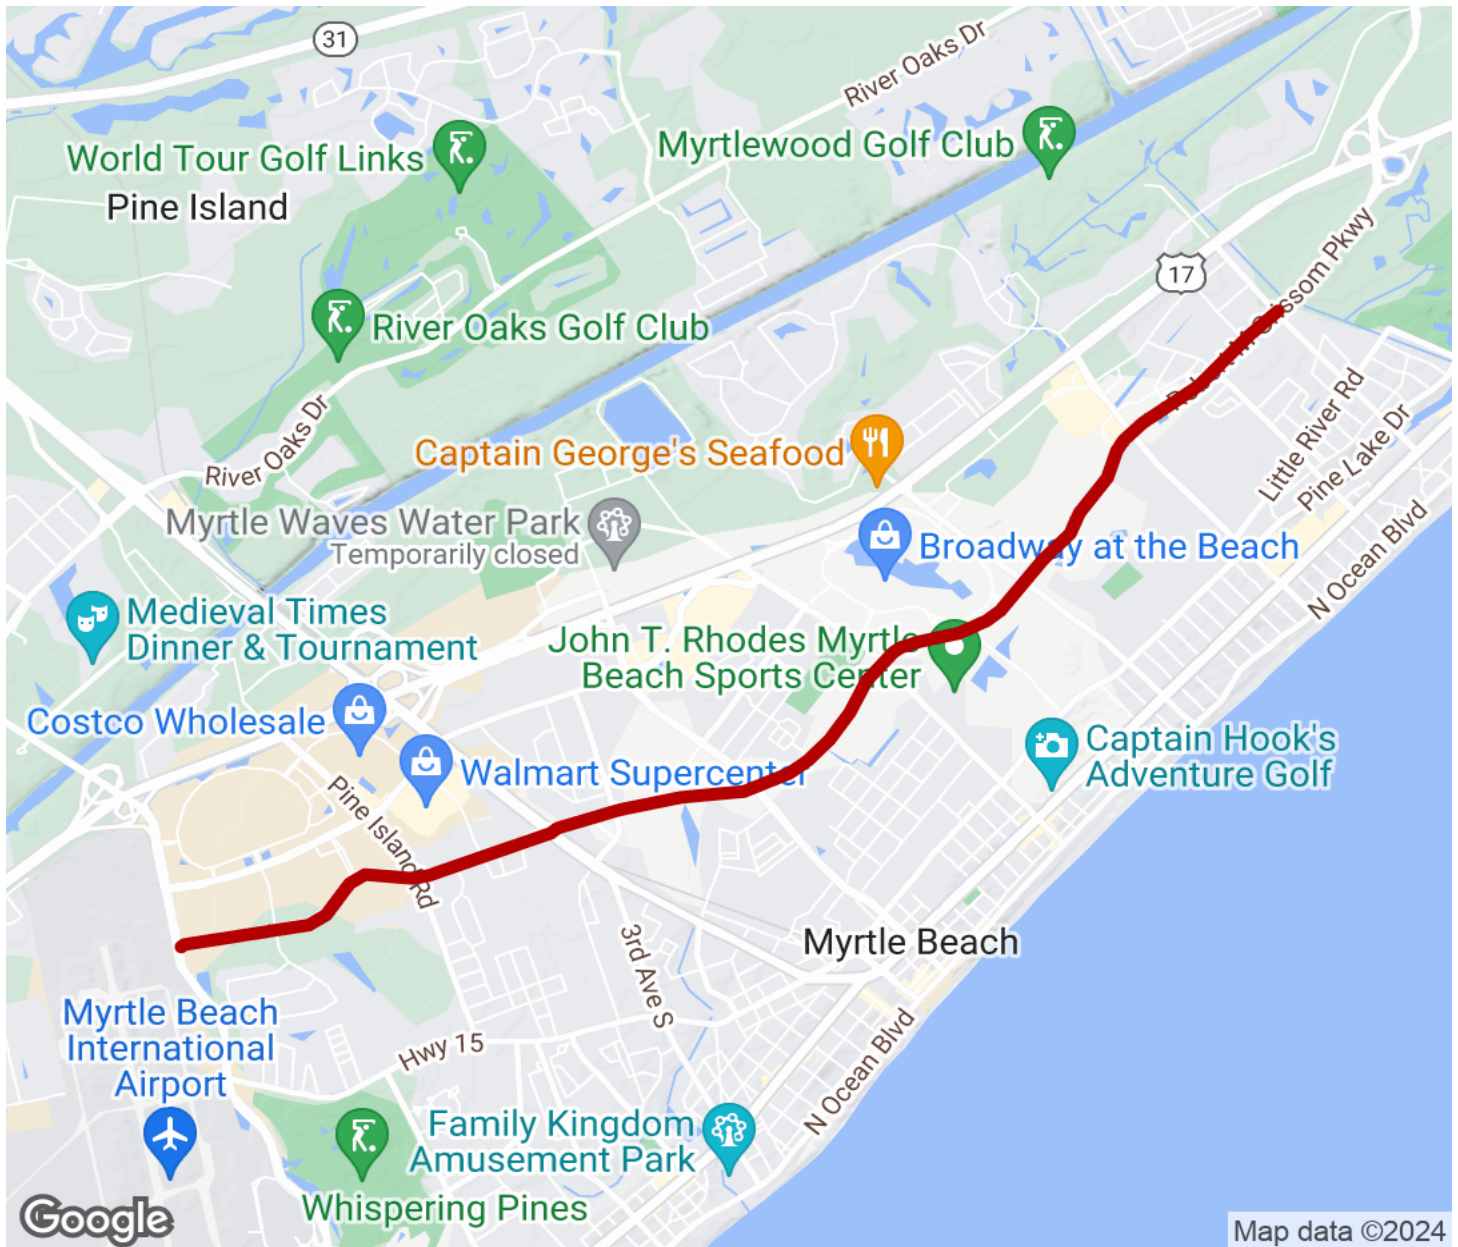 31
River Oaks Dr
World Tour Golf Links
Myrtlewood Golf Club
Pine Island
17
Robert M. Grissom Pkwy
River Oaks Golf Club
River Oaks Dr
Captain George's Seafood
Little River Rd
Pine Lake Dr
Myrtle Waves Water Park
Temporarily closed
Broadway at the Beach
N Ocean Blvd
Medieval Times
Dinner & Tournament
John T. Rhodes Myrtle
Beach Sports Center
Costco Wholesale
Walmart Supercenter
Captain Hook's
Adventure Golf
Pine Island Rd
3rd Ave S
Myrtle Beach
Myrtle Beach
International
Airport
Hwy 15
N Ocean Blvd
Family Kingdom
Amusement Park
Whispering Pines
Google
Map data ©2024